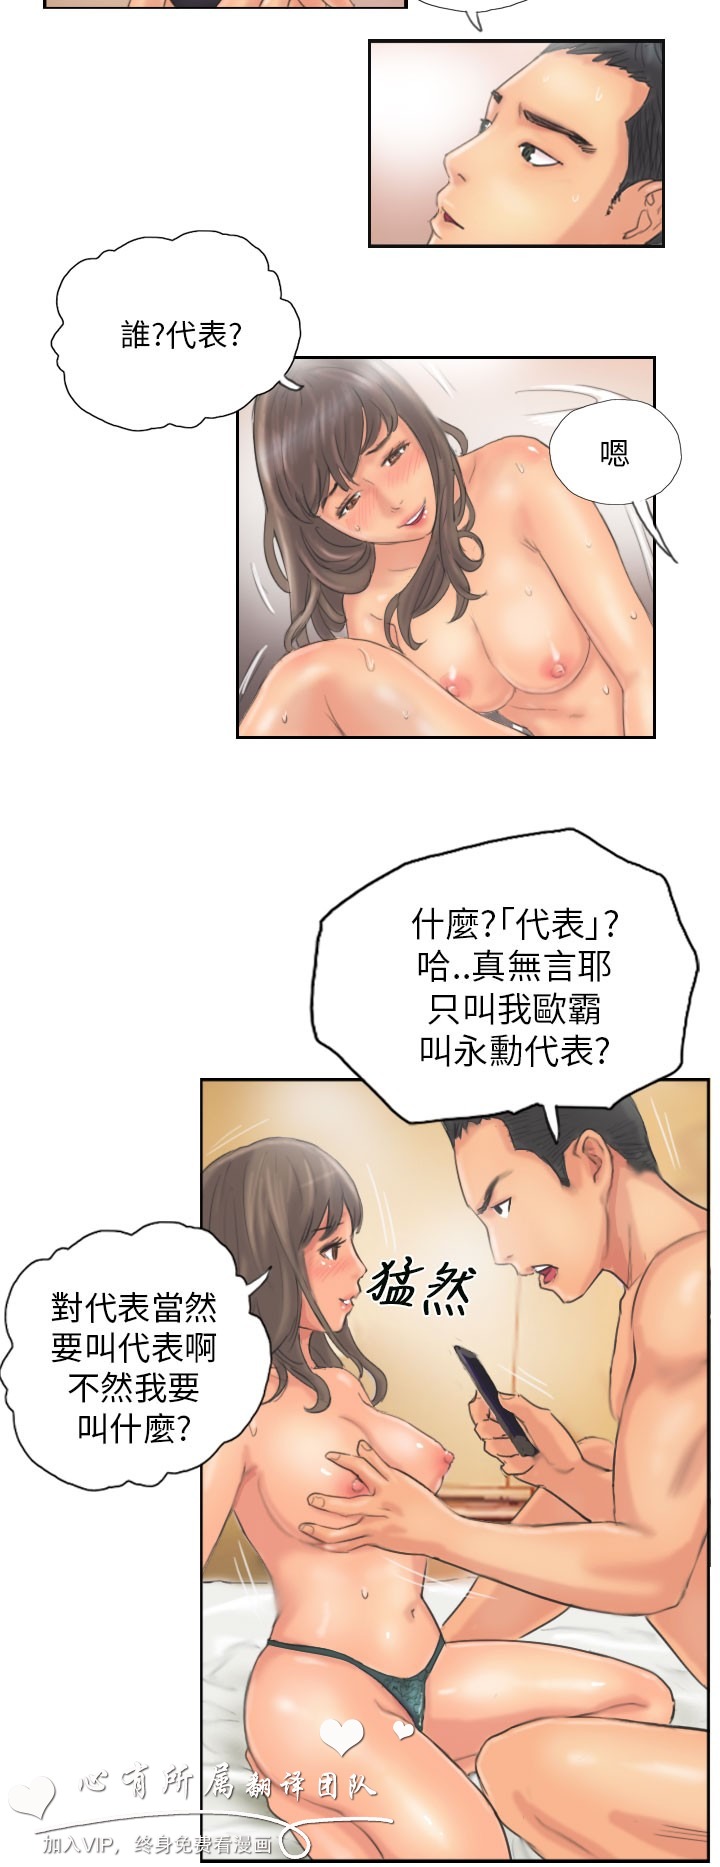 誰?代表?
嗯
什麼?「代表」?
哈..真無言耶
只叫我歐霸
叫永勳代表?
猛然
對代表當然
要叫代表啊
不然我要
叫什麼?
心有所属翻译团队
加入VIP，终身免费看漫画